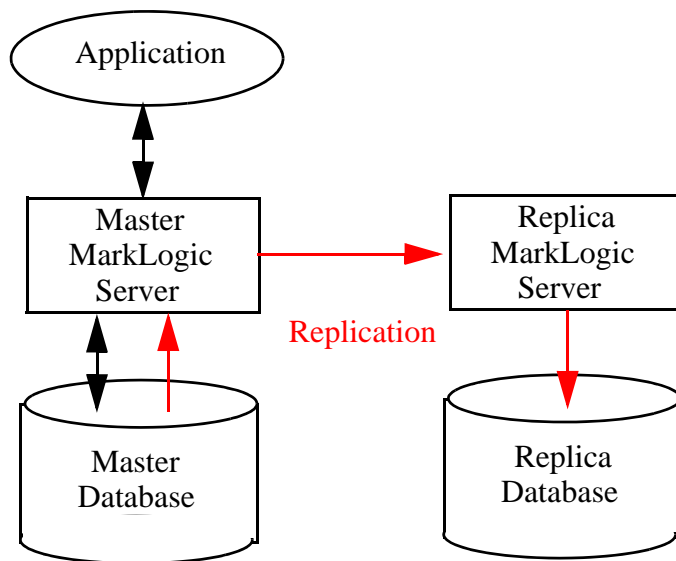 Application
Master
MarkLogic
Server
Replica
MarkLogic
Server
Replication
Master
Database
Replica
Database